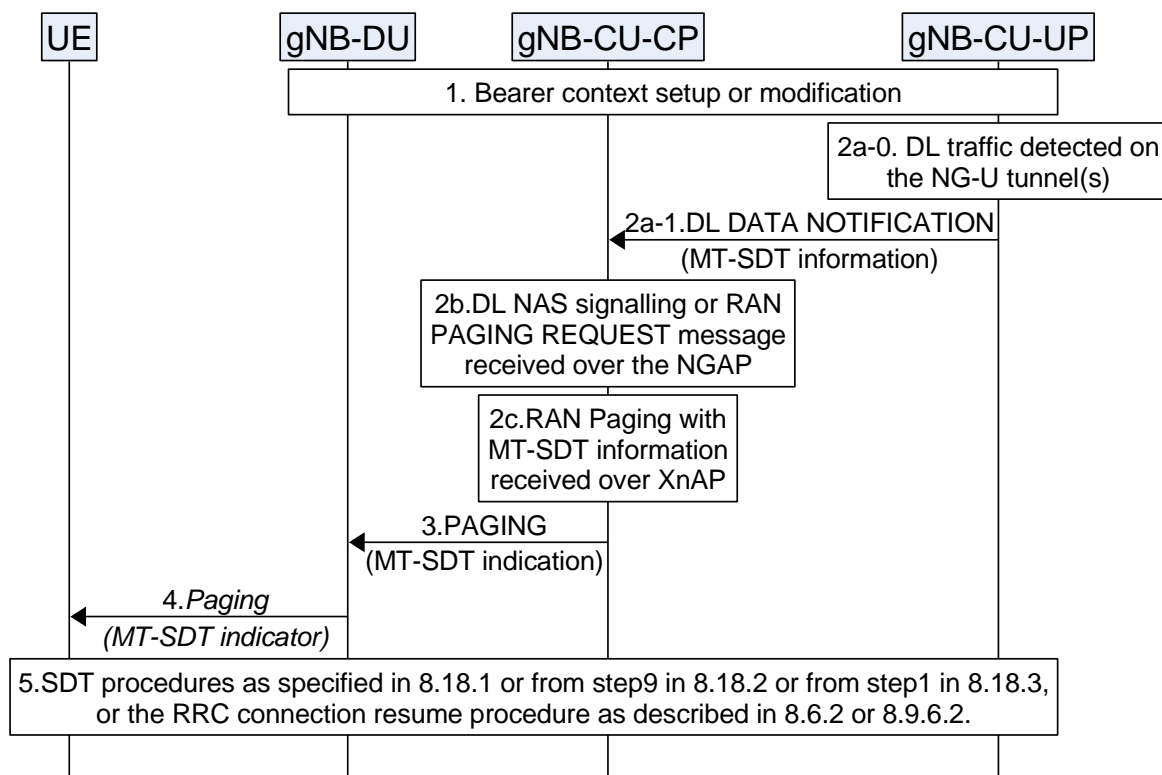 UE
gNB-DU
gNB-CU-CP
gNB-CU-UP
1. Bearer context setup or modification
2a-0. DL traffic detected on
the NG-U tunnel(s)
2a-1.DL DATA NOTIFICATION
(MT-SDT information)
2b.DL NAS signalling or RAN
PAGING REQUEST message
received over the NGAP
2c.RAN Paging with
MT-SDT information
received over XnAP
3.PAGING
(MT-SDT indication)
4.Paging
(MT-SDT indicator)
5.SDT procedures as specified in 8.18.1 or from step9 in 8.18.2 or from step1 in 8.18.3,
or the RRC connection resume procedure as described in 8.6.2 or 8.9.6.2.